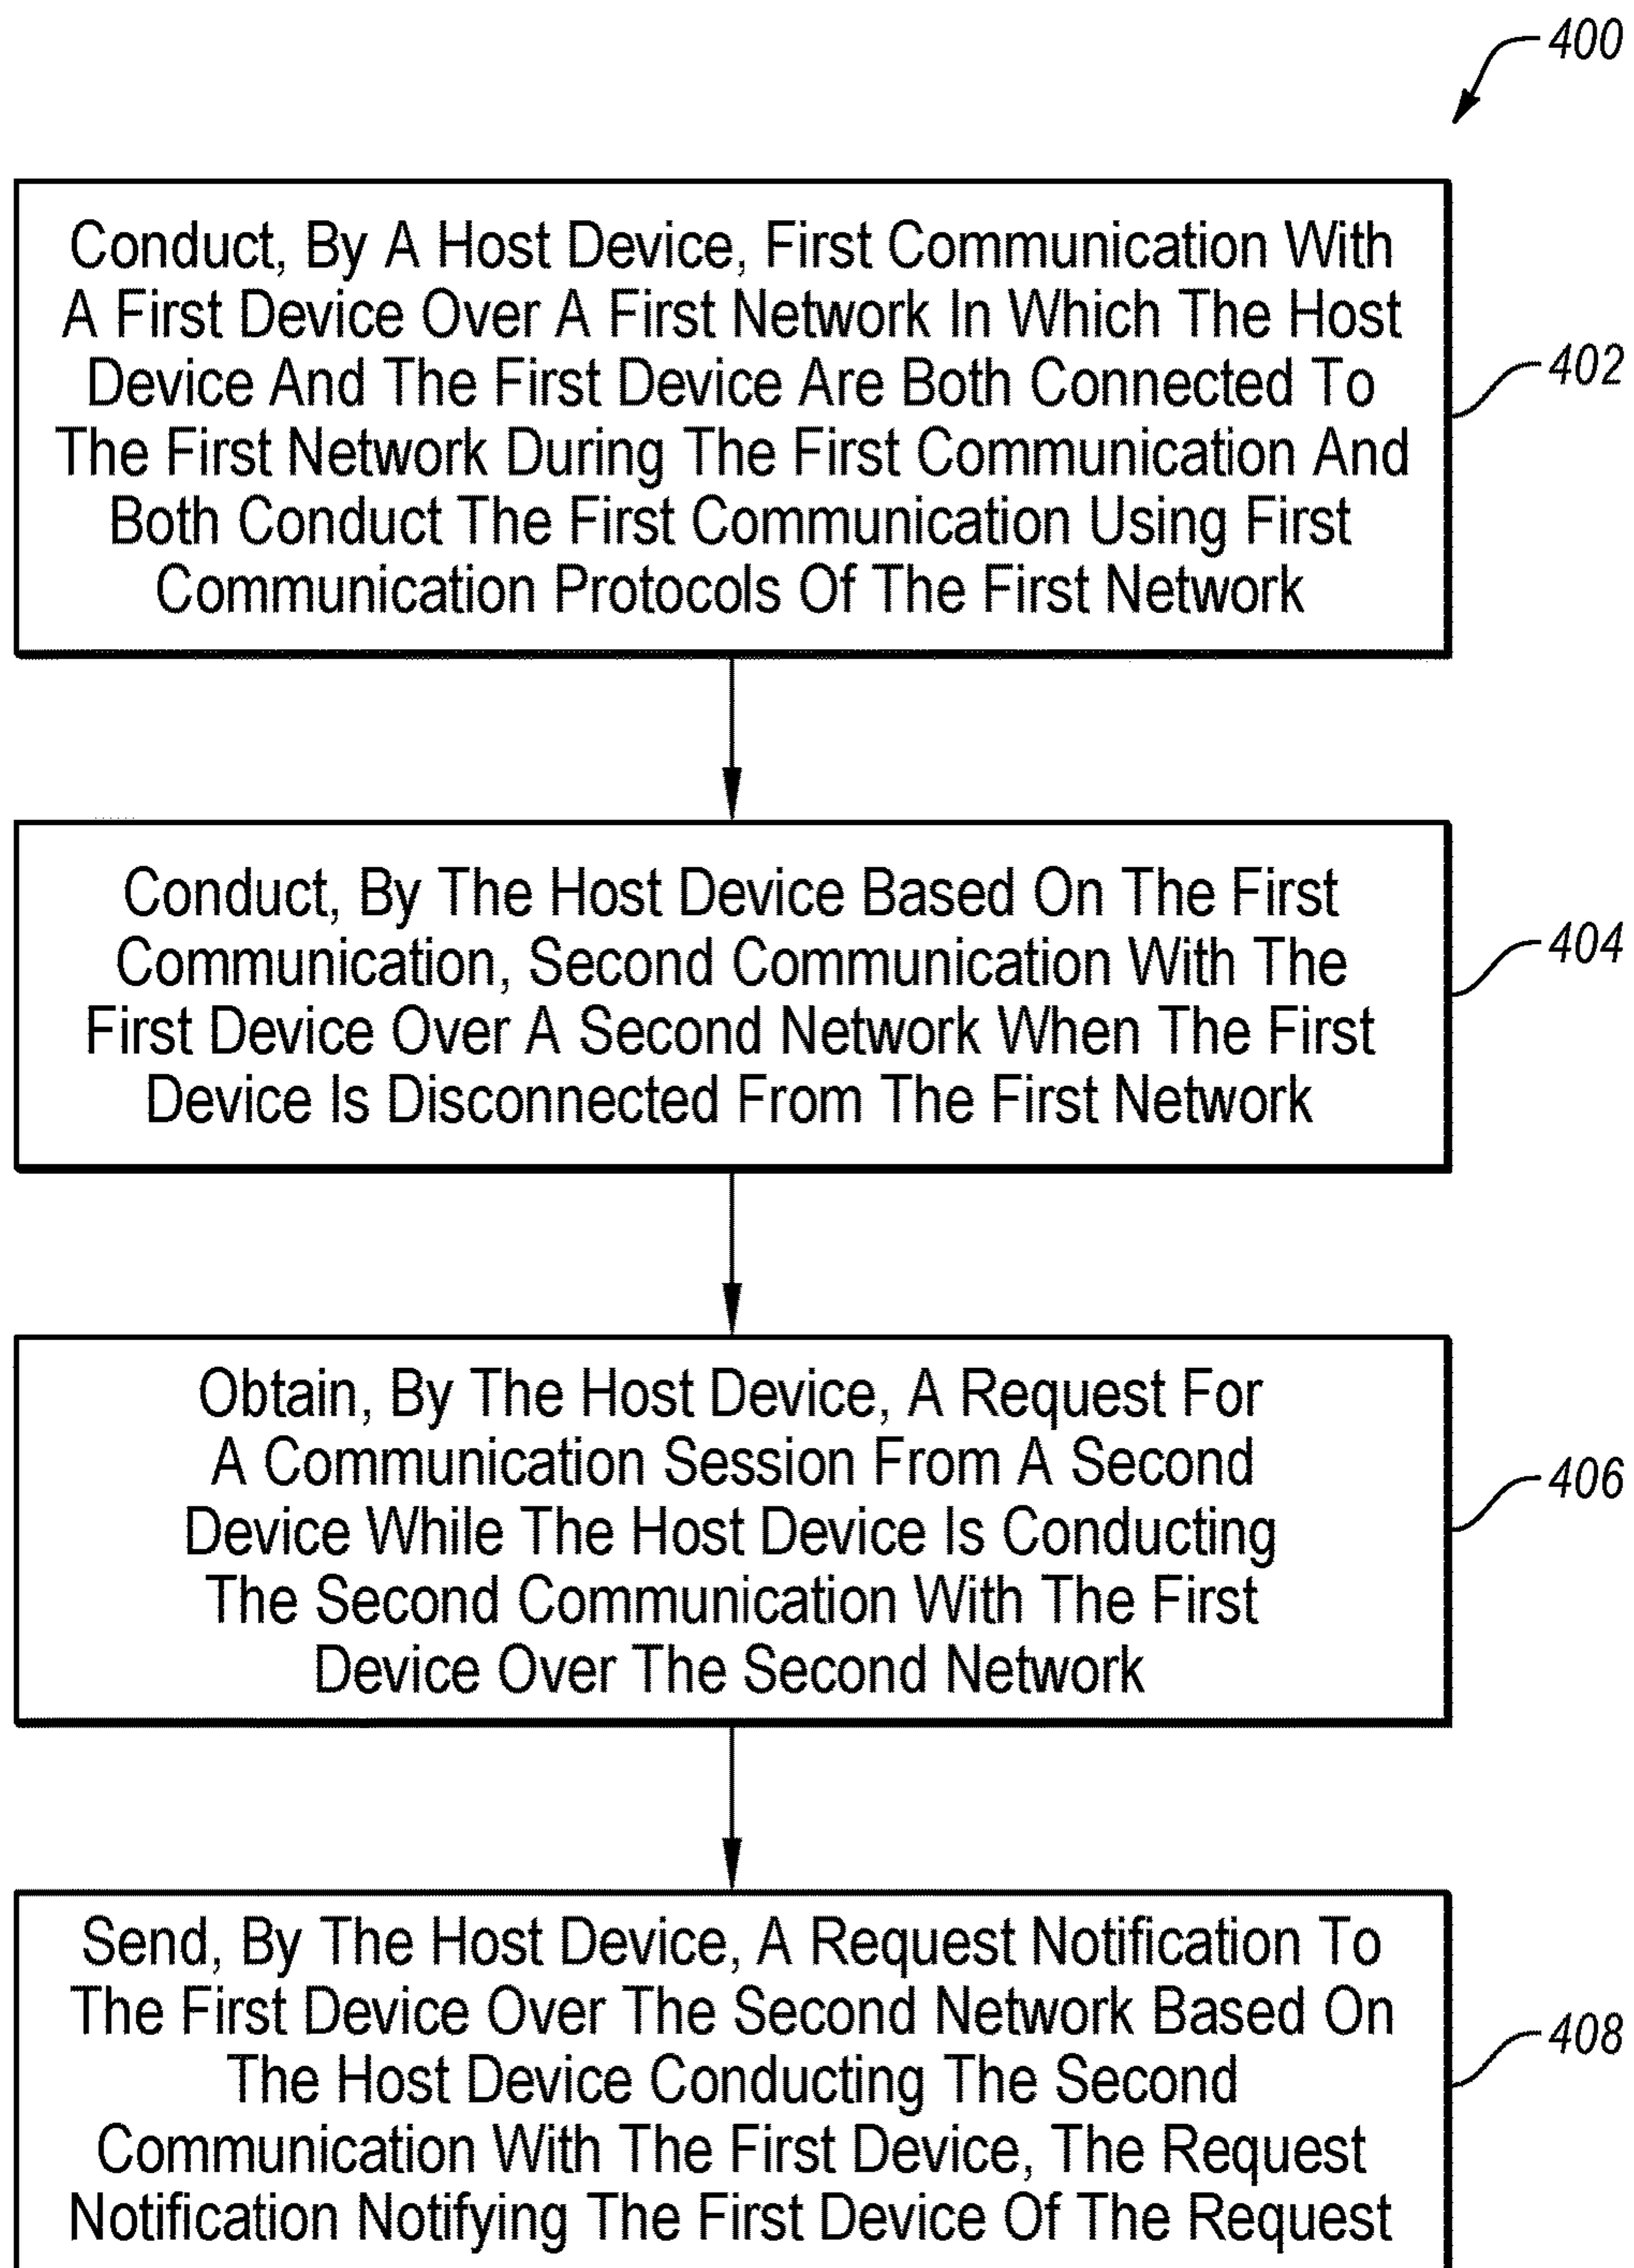 400
Conduct, By A Host Device, First Communication With
A First Device Over A First Network In Which The Host
Device And The First Device Are Both Connected To
The First Network During The First Communication And
Both Conduct The First Communication Using First
Communication Protocols Of The First Network
402
Conduct, By The Host Device Based On The First
Communication, Second Communication With The
First Device Over A Second Network When The First
Device Is Disconnected From The First Network
404
Obtain, By The Host Device, A Request For
A Communication Session From A Second
Device While The Host Device Is Conducting
The Second Communication With The First
Device Over The Second Network
406
Send, By The Host Device, A Request Notification To
The First Device Over The Second Network Based On
The Host Device Conducting The Second
Communication With The First Device, The Request
Notification Notifying The First Device Of The Request
408